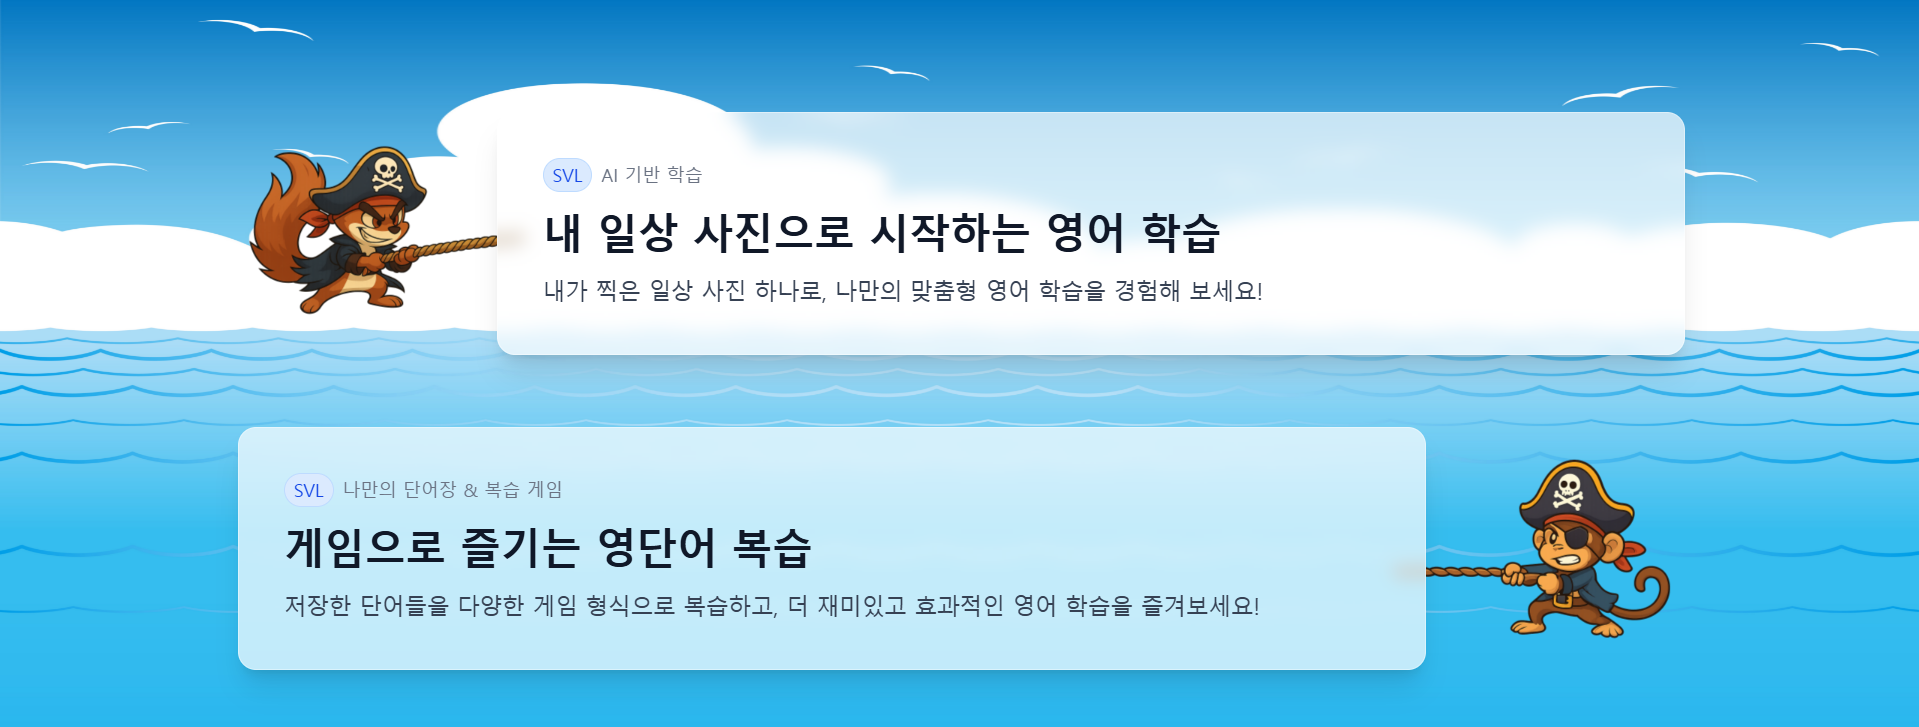 SVL AI 기반 학습
내 일상 사진으로 시작하는 영어 학습
내가 찍은 일상 사진 하나로, 나만의 맞춤형 영어 학습을 경험해 보세요!
SVL 나만의 단어장 & 복습 게임
게임으로 즐기는 영단어 복습
저장한 단어들을 다양한 게임 형식으로 복습하고, 더 재미있고 효과적인 영어 학습을 즐겨보세요!